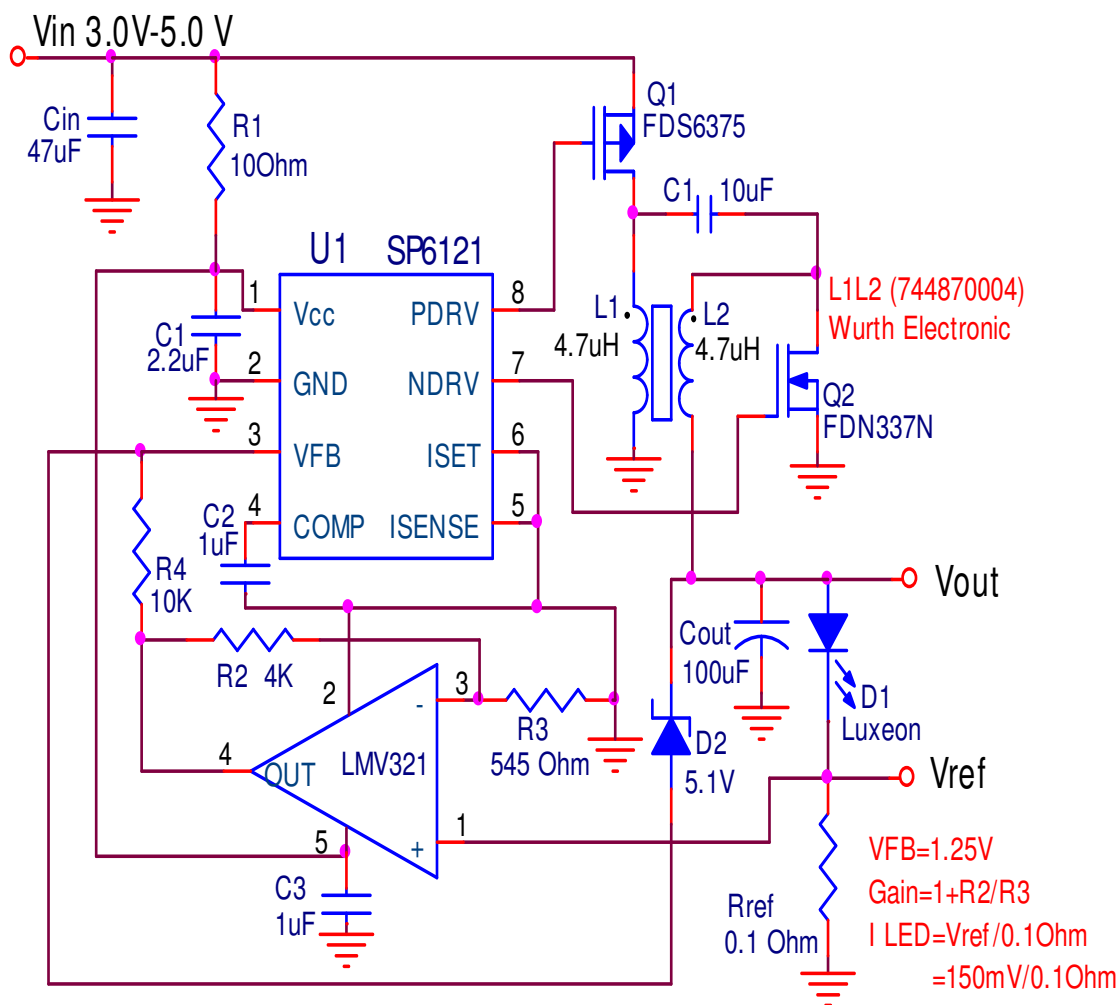 Vin 3.0V-5.0 V
Cin
47uF
R1
10Ohm
Q1
FDS6375
C1
10uF
U1
SP6121
1
Vcc
PDRV
8
C1
2.2uF
2
GND
NDRV
7
3
VFB
ISET
6
4
COMP
ISENSE
5
L1
4.7uH
L2
4.7uH
L1L2 (744870004)
Wurth Electronic
Q2
FDN337N
C2
1uF
R4
10K
R2 4K
2
3
-
R3
545 Ohm
4
OUT
LMV321
5
+
1
C3
1uF
Vout
Cout
100uF
D1
Luxeon
D2
5.1V
Vref
Rref
0.1 Ohm
VFB=1.25V
Gain=1+R2/R3
I LED=Vref/0.1Ohm
=150mV/0.1Ohm